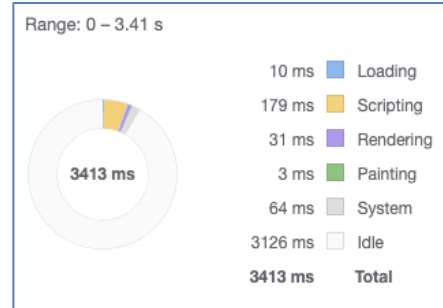 Range: 0 – 3.41 s
10 ms Loading
179 ms Scripting
31 ms Rendering
3413 ms
3 ms Painting
64 ms System
3126 ms Idle
3413 ms Total